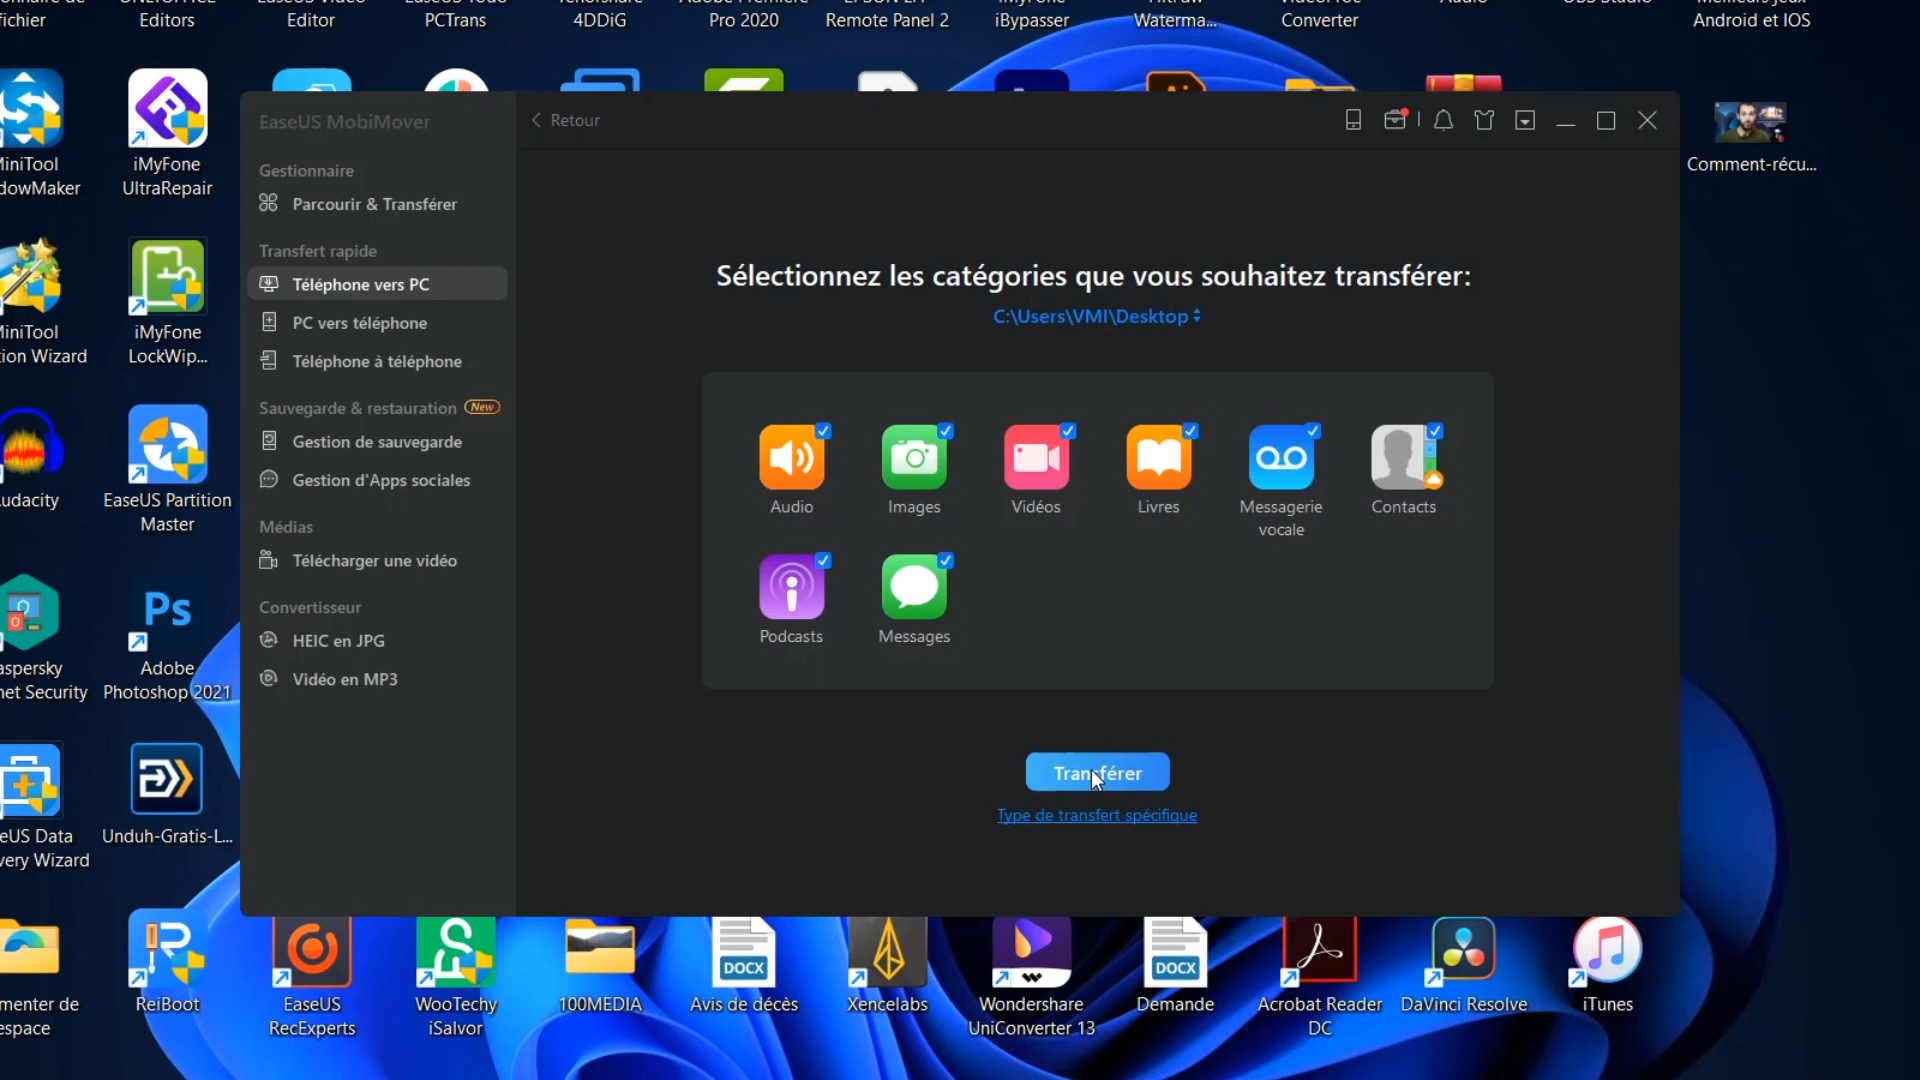 fichier
Editors
Editor
PCTrans
4DDiG
Pro 2020
Remote Panel 2
iBypasser
Waterma...
Converter
Android et IOS
iMyFone
UltraRepair
iMyFone
LockWip...
EaseUS Partition
Master
Adobe
Photoshop 2021
Unduh-Gratis-L...
Comment-récu...
EaseUS MobiMover
Retour
Gestionnaire
Parcourir & Transférer
Transfert rapide
Téléphone vers PC
PC vers téléphone
Téléphone à téléphone
Sauvegarde & restauration New
Gestion de sauvegarde
Gestion d'Apps sociales
Médias
Télécharger une vidéo
Convertisseur
HEIC en JPG
Vidéo en MP3
Sélectionnez les catégories que vous souhaitez transférer:
C:\Users\VMI\Desktop
Audio
Images
Vidéos
Livres
Messagerie
vocale
Contacts
Podcasts
Messages
Transférer
Type de transfert spécifique
Ps
DOCX
DOCX
ReiBoot
EaseUS
RecExperts
WooTechy
iSalvor
100MEDIA
Avis de décès
Xencelabs
Wondershare
UniConverter 13
Demande
Acrobat Reader
DC
DaVinci Resolve
iTunes